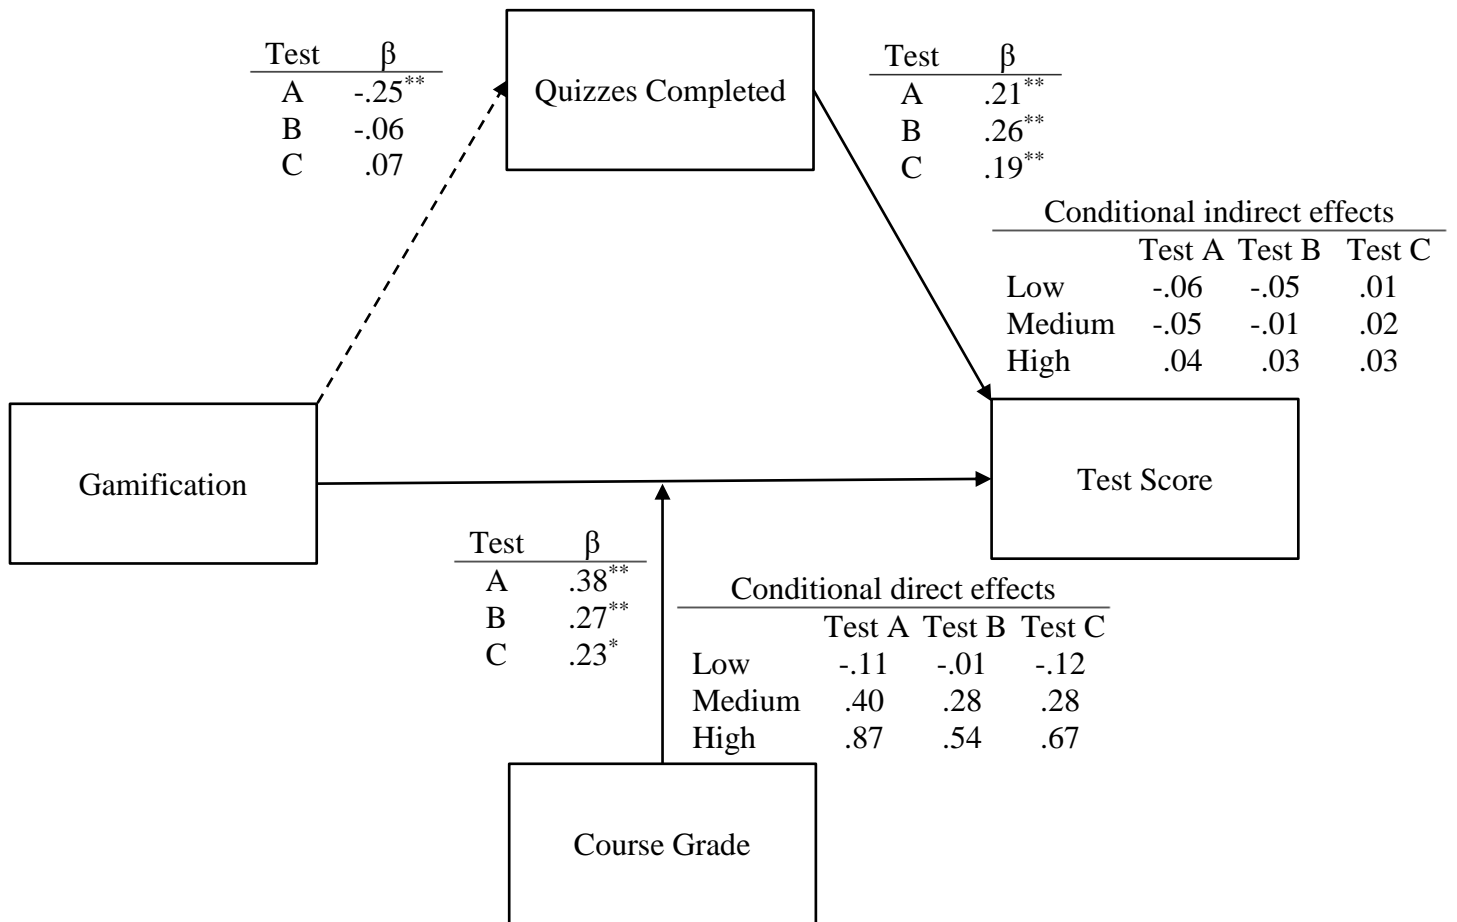 Test β
A -.25**
B -.06
C .07
Quizzes Completed
Test β
A .21**
B .26**
C .19**
Conditional indirect effects
Test A Test B Test C
Low -.06 -.05 .01
Medium -.05 -.01 .02
High .04 .03 .03
Gamification
Test Score
Test β
A .38**
B .27**
C .23*
Conditional direct effects
Test A Test B Test C
Low -.11 -.01 -.12
Medium .40 .28 .28
High .87 .54 .67
Course Grade